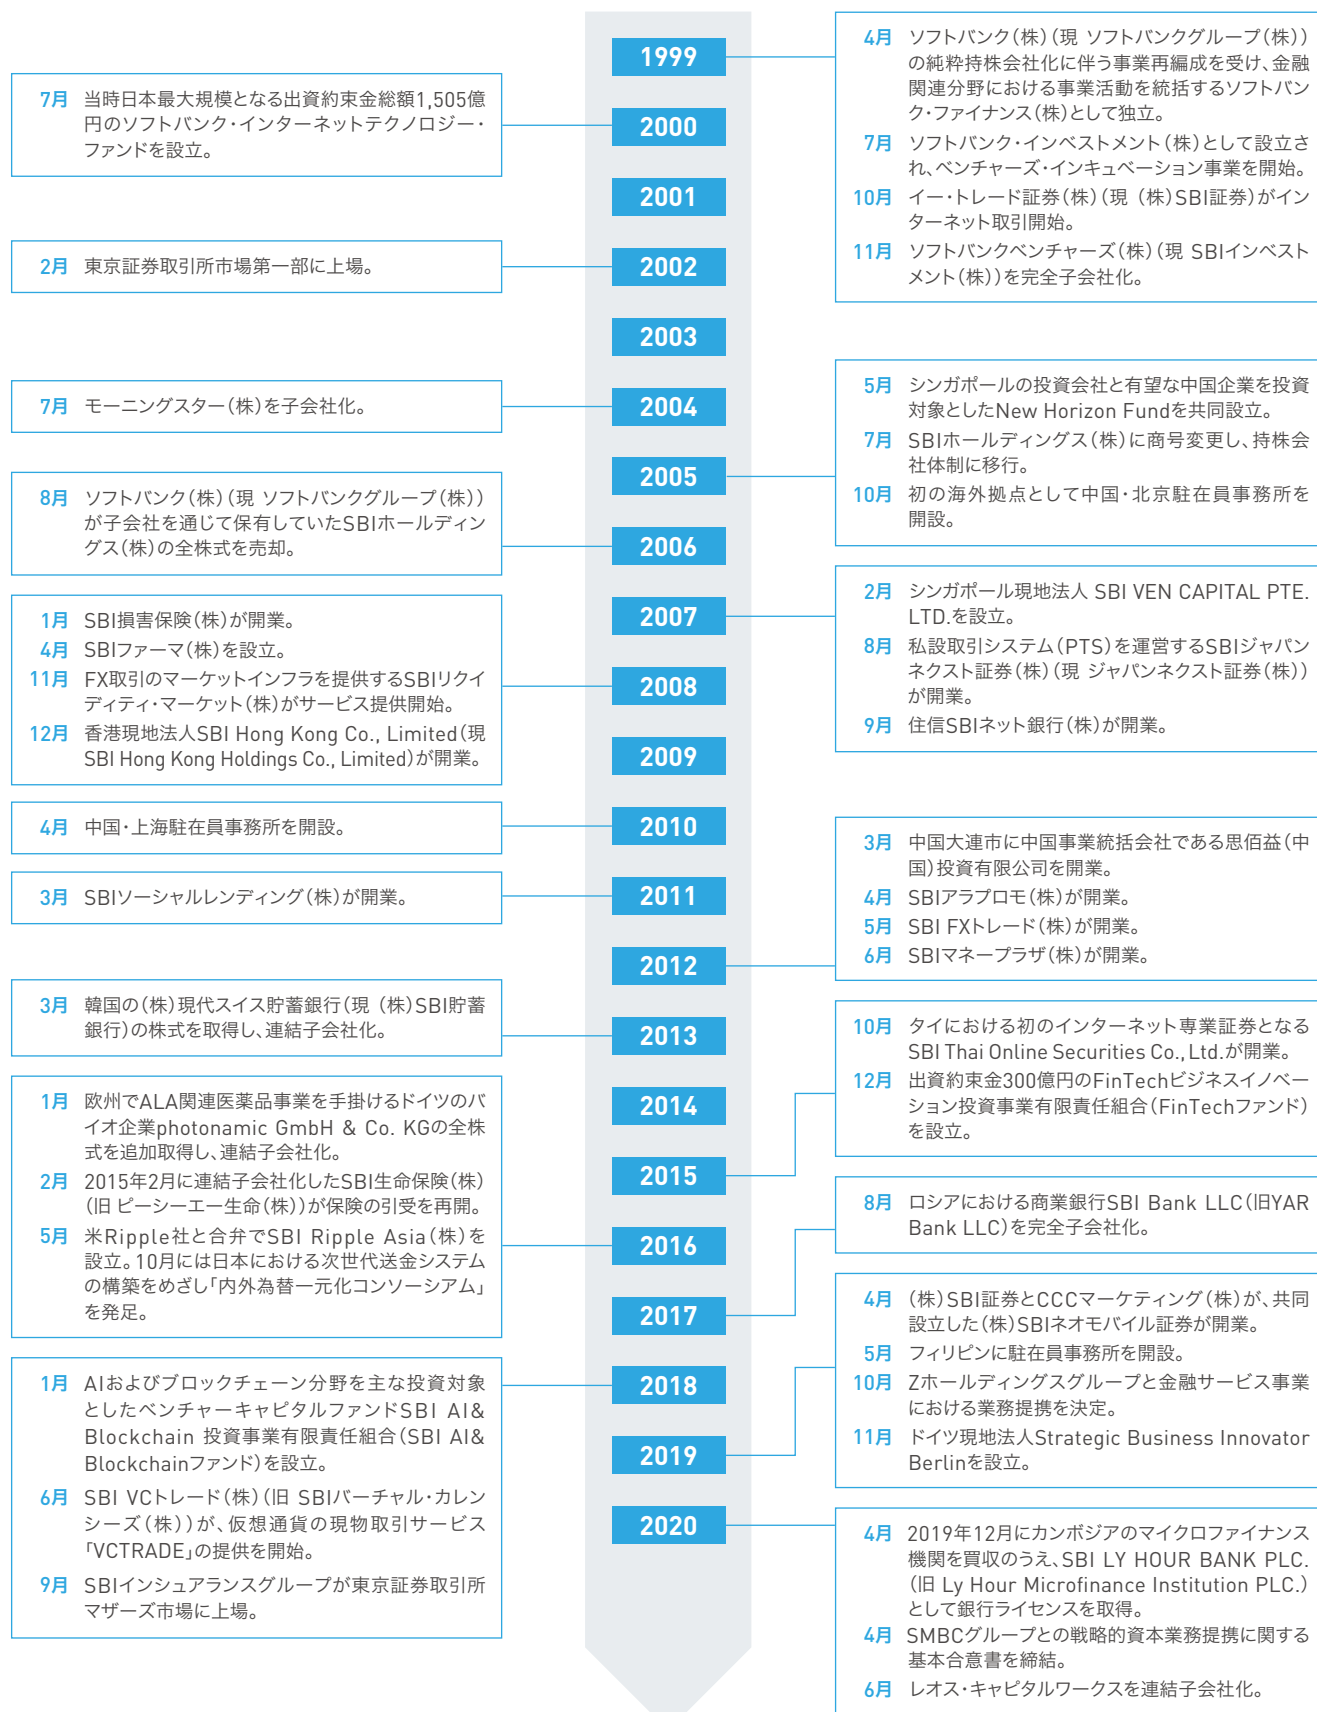 1999
4月 ソフトバンク(株)(現 ソフトバンクグループ(株))
の純粋持株会社化に伴う事業再編成を受け、金融
関連分野における事業活動を統括するソフトバン
ク・ファイナンス(株)として独立。
7月 ソフトバンク・インベストメント(株)として設立さ
れ、ベンチャーズ・インキュベーション事業を開始。
10月 イー・トレード証券(株)(現 (株)SBI証券)がイン
ターネット取引開始。
11月 ソフトバンクベンチャーズ(株)(現 SBIインベスト
メント(株))を完全子会社化。
2000
7月 当時日本最大規模となる出資約束金総額1,505億
円のソフトバンク・インターネットテクノロジー・
ファンドを設立。
2001
2002
2月 東京証券取引所市場第一部に上場。
2003
2004
7月 モーニングスター(株)を子会社化。
2005
5月 シンガポールの投資会社と有望な中国企業を投資
対象としたNew Horizon Fundを共同設立。
7月 SBIホールディングス(株)に商号変更し、持株会
社体制に移行。
10月 初の海外拠点として中国・北京駐在員事務所を
開設。
2006
8月 ソフトバンク(株)(現 ソフトバンクグループ(株))
が子会社を通じて保有していたSBIホールディン
グス(株)の全株式を売却。
2007
2月 シンガポール現地法人 SBI VEN CAPITAL PTE.
LTD.を設立。
8月 私設取引システム(PTS)を運営するSBIジャパン
ネクスト証券(株)(現 ジャパンネクスト証券(株))
が開業。
9月 住信SBIネット銀行(株)が開業。
2008
1月 SBI損害保険(株)が開業。
4月 SBIファーマ(株)を設立。
11月 FX取引のマーケットインフラを提供するSBIリクイ
ディティ・マーケット(株)がサービス提供開始。
12月 香港現地法人SBI Hong Kong Co., Limited(現
SBI Hong Kong Holdings Co., Limited)が開業。
2009
2010
4月 中国・上海駐在員事務所を開設。
2011
3月 SBIソーシャルレンディング(株)が開業。
2012
3月 中国大連市に中国事業統括会社である思佰益(中
国)投資有限公司を開業。
4月 SBIアラプロモ(株)が開業。
5月 SBI FXトレード(株)が開業。
6月 SBIマネープラザ(株)が開業。
2013
3月 韓国の(株)現代スイス貯蓄銀行(現 (株)SBI貯蓄
銀行)の株式を取得し、連結子会社化。
2014
2015
10月 タイにおける初のインターネット専業証券となる
SBI Thai Online Securities Co., Ltd.が開業。
12月 出資約束金300億円のFinTechビジネスイノベー
ション投資事業有限責任組合(FinTechファンド)
を設立。
2016
1月 欧州でALA関連医薬品事業を手掛けるドイツのバ
イオ企業photonamic GmbH & Co. KGの全株
式を追加取得し、連結子会社化。
2月 2015年2月に連結子会社化したSBI生命保険(株)
(旧 ピーシーエー生命(株))が保険の引受を再開。
5月 米Ripple社と合弁でSBI Ripple Asia(株)を
設立。10月には日本における次世代送金システム
の構築をめざし「内外為替一元化コンソーシアム」
を発足。
2017
8月 ロシアにおける商業銀行SBI Bank LLC(旧YAR
Bank LLC)を完全子会社化。
2018
1月 AIおよびブロックチェーン分野を主な投資対象
としたベンチャーキャピタルファンドSBI AI&
Blockchain 投資事業有限責任組合(SBI AI&
Blockchainファンド)を設立。
6月 SBI VCトレード(株)(旧 SBIバーチャル・カレン
シーズ(株))が、仮想通貨の現物取引サービス
「VCTRADE」の提供を開始。
9月 SBIインシュアランスグループが東京証券取引所
マザーズ市場に上場。
2019
4月 (株)SBI証券とCCCマーケティング(株)が、共同
設立した(株)SBIネオモバイル証券が開業。
5月 フィリピンに駐在員事務所を開設。
10月 Zホールディングスグループと金融サービス事業
における業務提携を決定。
11月 ドイツ現地法人Strategic Business Innovator
Berlinを設立。
2020
4月 2019年12月にカンボジアのマイクロファイナンス
機関を買収のうえ、SBI LY HOUR BANK PLC.
(旧 Ly Hour Microfinance Institution PLC.)
として銀行ライセンスを取得。
4月 SMBCグループとの戦略的資本業務提携に関する
基本合意書を締結。
6月 レオス・キャピタルワークスを連結子会社化。